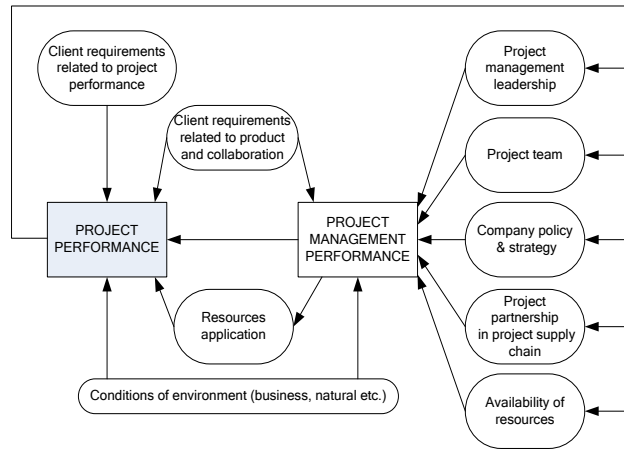 Client requirements
related to project
performance
Client requirements
related to product
and collaboration
PROJECT
PERFORMANCE
PROJECT
MANAGEMENT
PERFORMANCE
Resources
application
Conditions of environment (business, natural etc.)
Project
management
leadership
Project team
Company policy
& strategy
Project
partnership
in project supply
chain
Availability of
resources